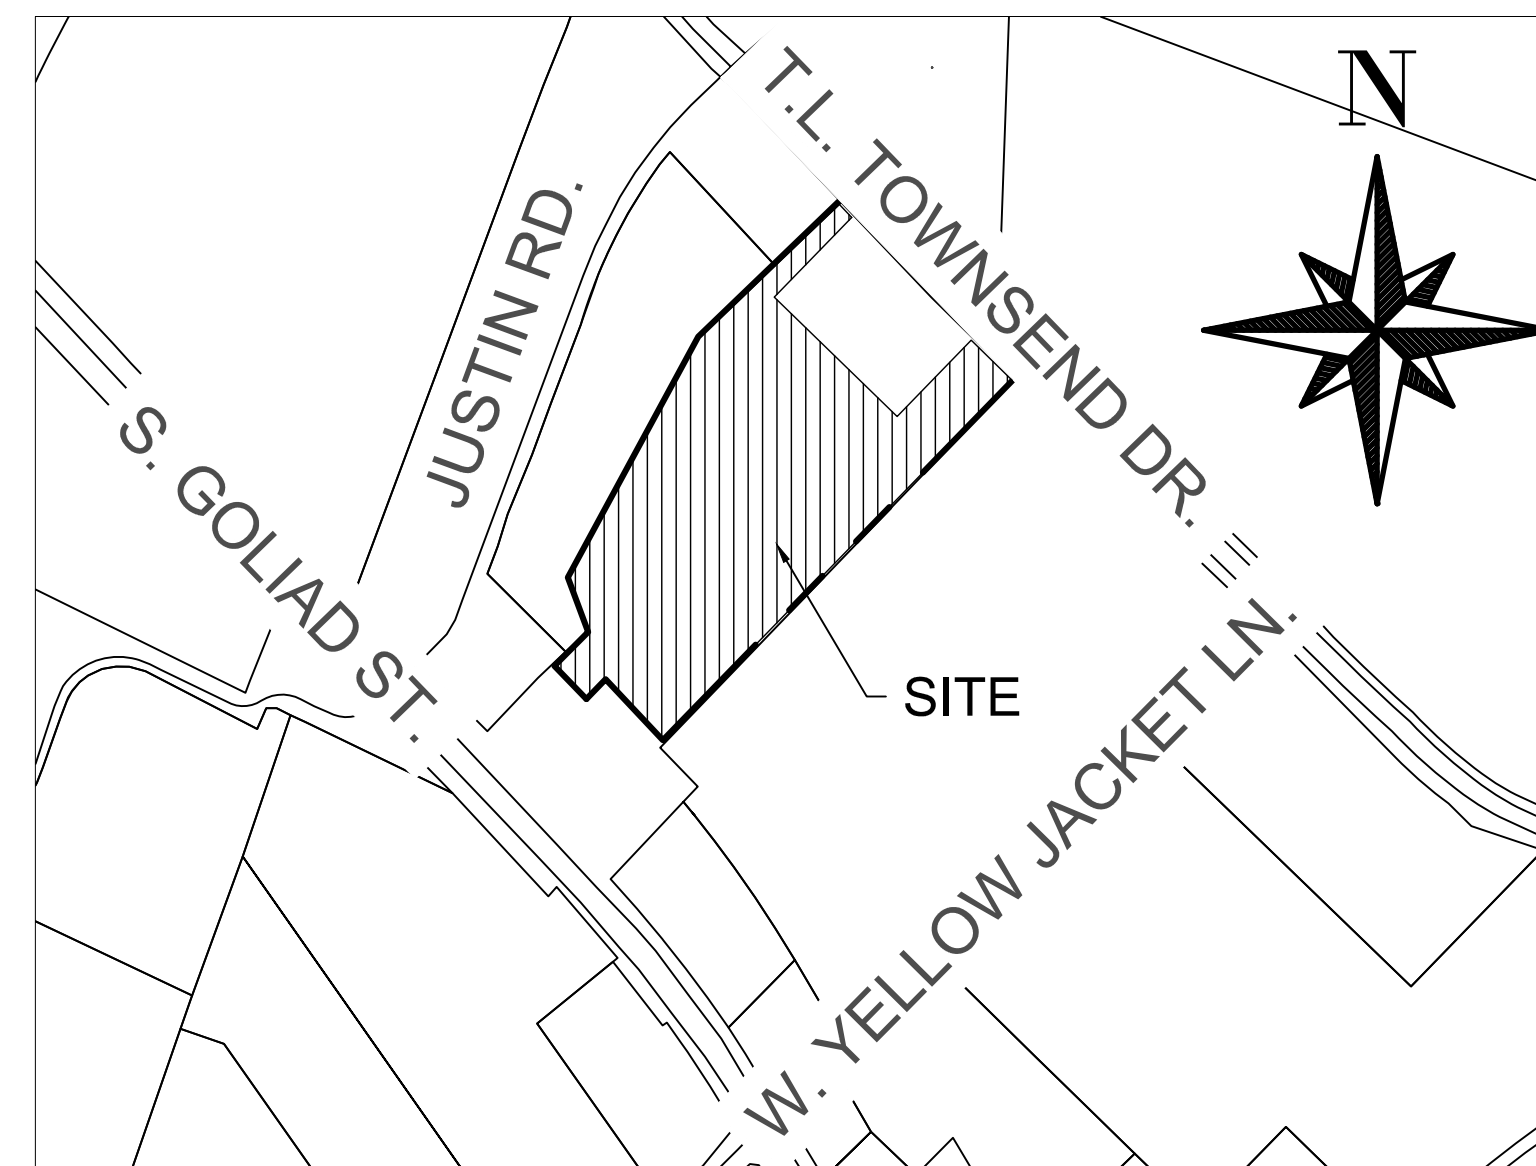 N
T.L. TOWNSEND DR.
JUSTIN RD.
S. GOLIAD ST.
SITE
W. YELLOW JACKET LN.